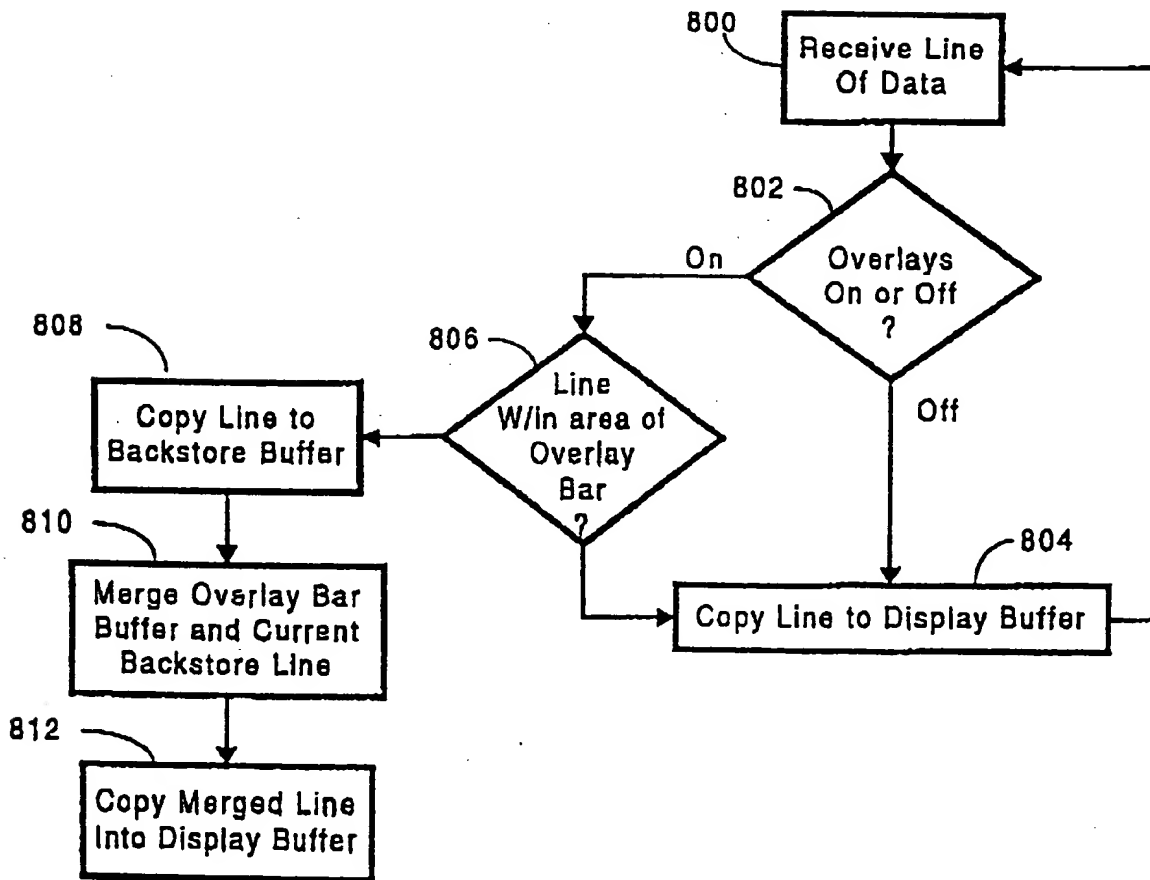 800
Receive Line
Of Data
802
Overlays
On or Off
?
On
Off
806
Line
W/in area of
Overlay
Bar
?
808
Copy Line to
Backstore Buffer
810
Merge Overlay Bar
Buffer and Current
Backstore Line
812
Copy Merged Line
Into Display Buffer
804
Copy Line to Display Buffer